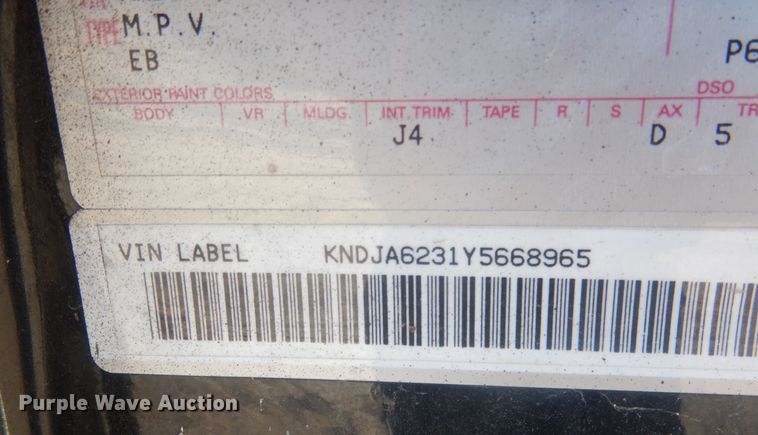 TYPE M.P.V.
EB
P6
EXTERIOR PAINT COLORS DSO
BODY VR MLDG. INT.TRIM. TAPE R S AX TR
J4 D 5
VIN LABEL KNDJA6231Y5668965
Purple Wave Auction